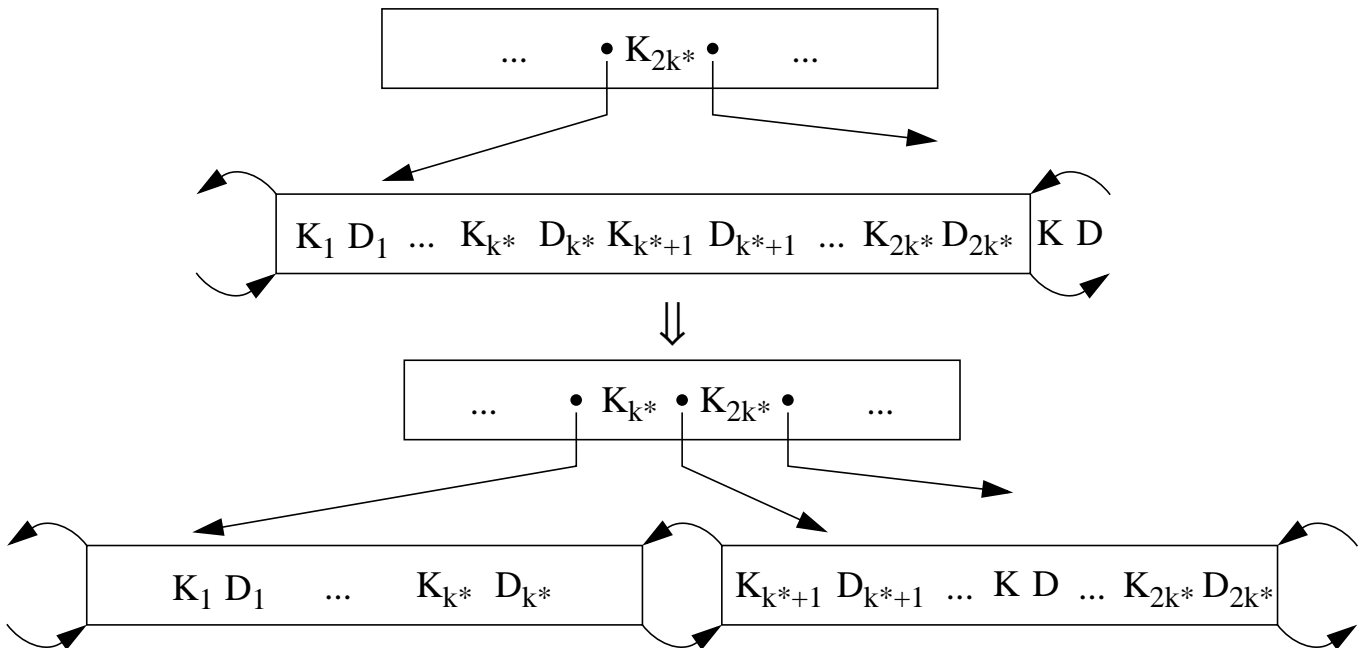 ... • K₂ₖ* • ...
K₁ D₁ ... Kₖ* Dₖ* Kₖ*₊₁ Dₖ*₊₁ ... K₂ₖ* D₂ₖ* K D
⇓
... • Kₖ* • K₂ₖ* • ...
K₁ D₁ ... Kₖ* Dₖ* Kₖ*₊₁ Dₖ*₊₁ ... K D ... K₂ₖ* D₂ₖ*